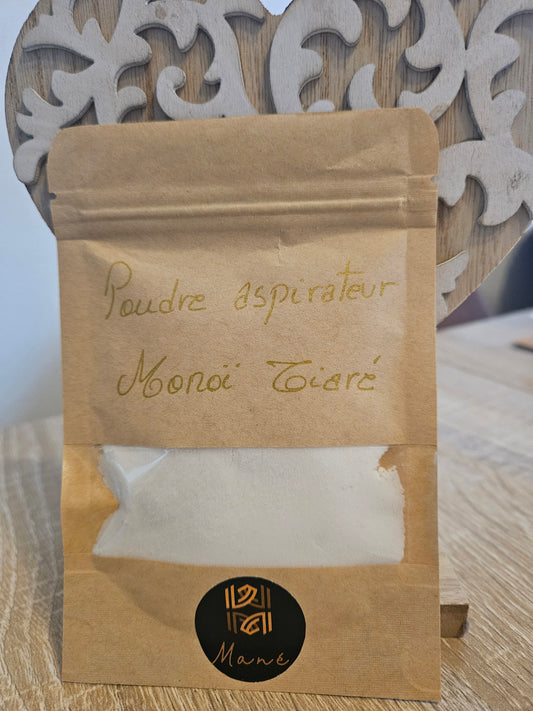 Poudre aspirateur
Monoï Tiaré
Mané